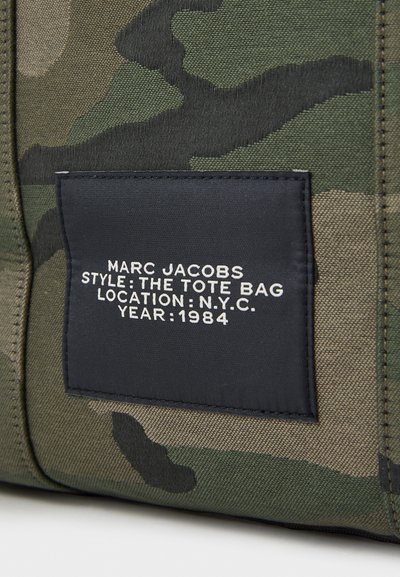 MARC JACOBS
STYLE: THE TOTE BAG
LOCATION: N.Y.C.
YEAR: 1984